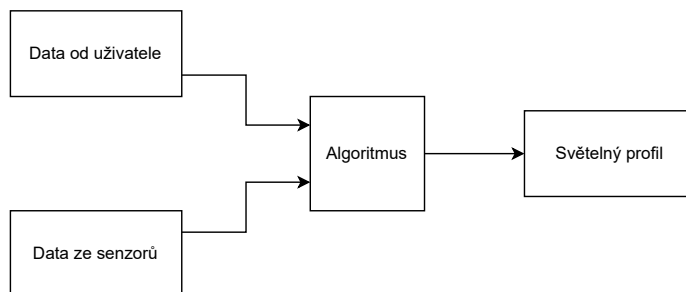 Data od uživatele
Algoritmus
Světelný profil
Data ze senzorů